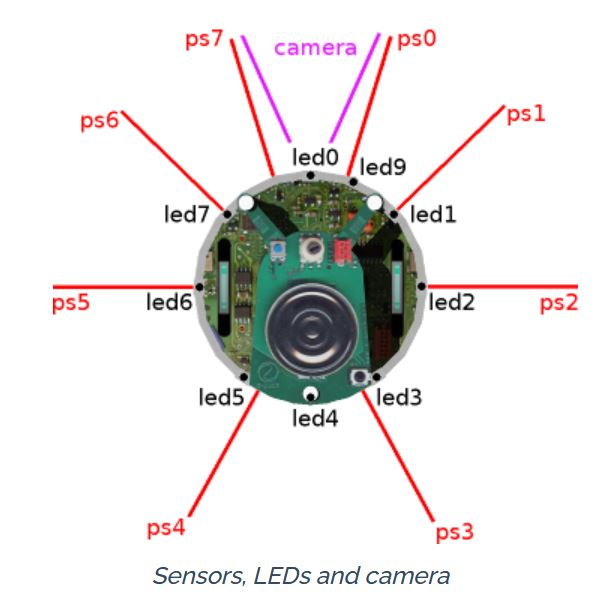 ps7
camera
ps0
ps6
ps1
led0
led9
led7
led1
ps5
led6
led2
ps2
led5
led3
led4
ps4
ps3
Sensors, LEDs and camera